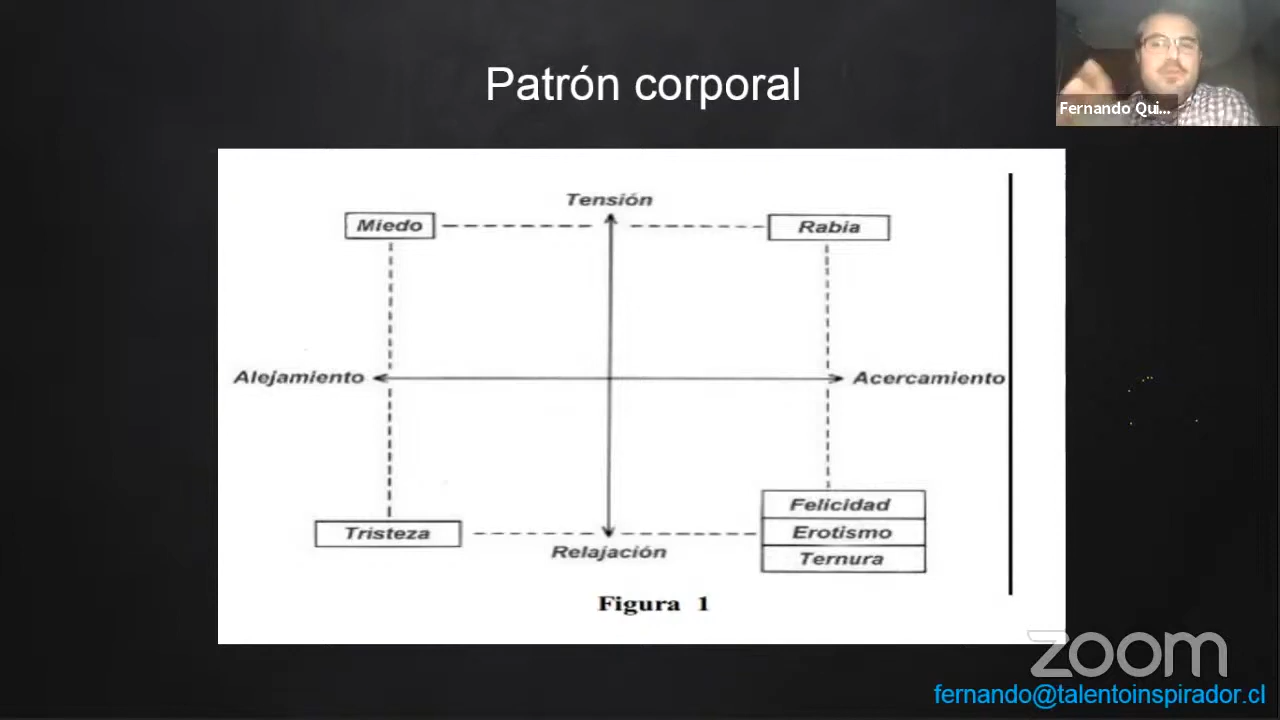 Patrón corporal
Fernando Qui...
Tensión
Miedo
Rabia
Alejamiento
Acercamiento
Felicidad
Tristeza
Erotismo
Relajación
Ternura
Figura 1
zoom
fernando@talentoinspirador.cl